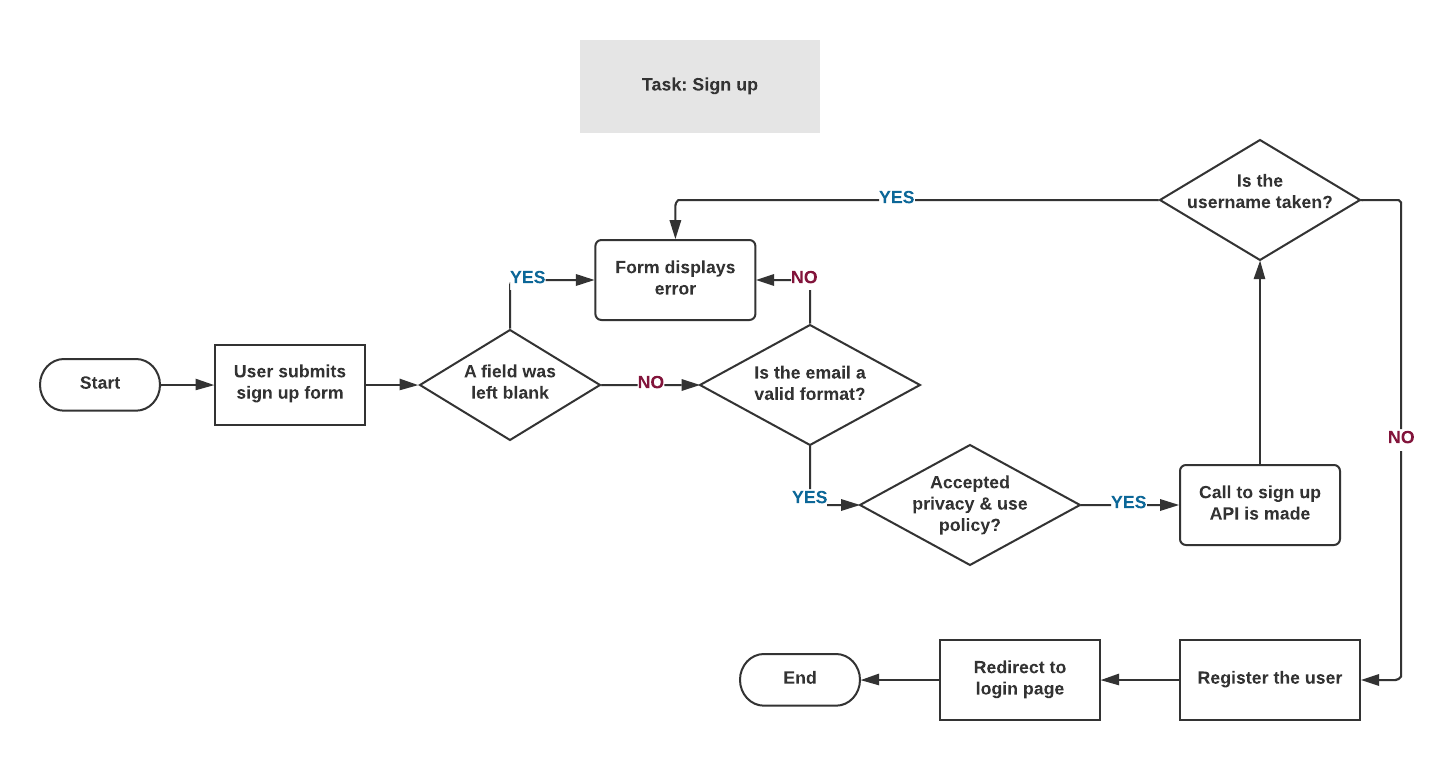 Task: Sign up
Is the
username taken?
YES
Form displays
error
YES
NO
Start
User submits
sign up form
A field was
left blank
NO
Is the email a
valid format?
YES
Accepted
privacy & use
policy?
YES
Call to sign up
API is made
NO
End
Redirect to
login page
Register the user